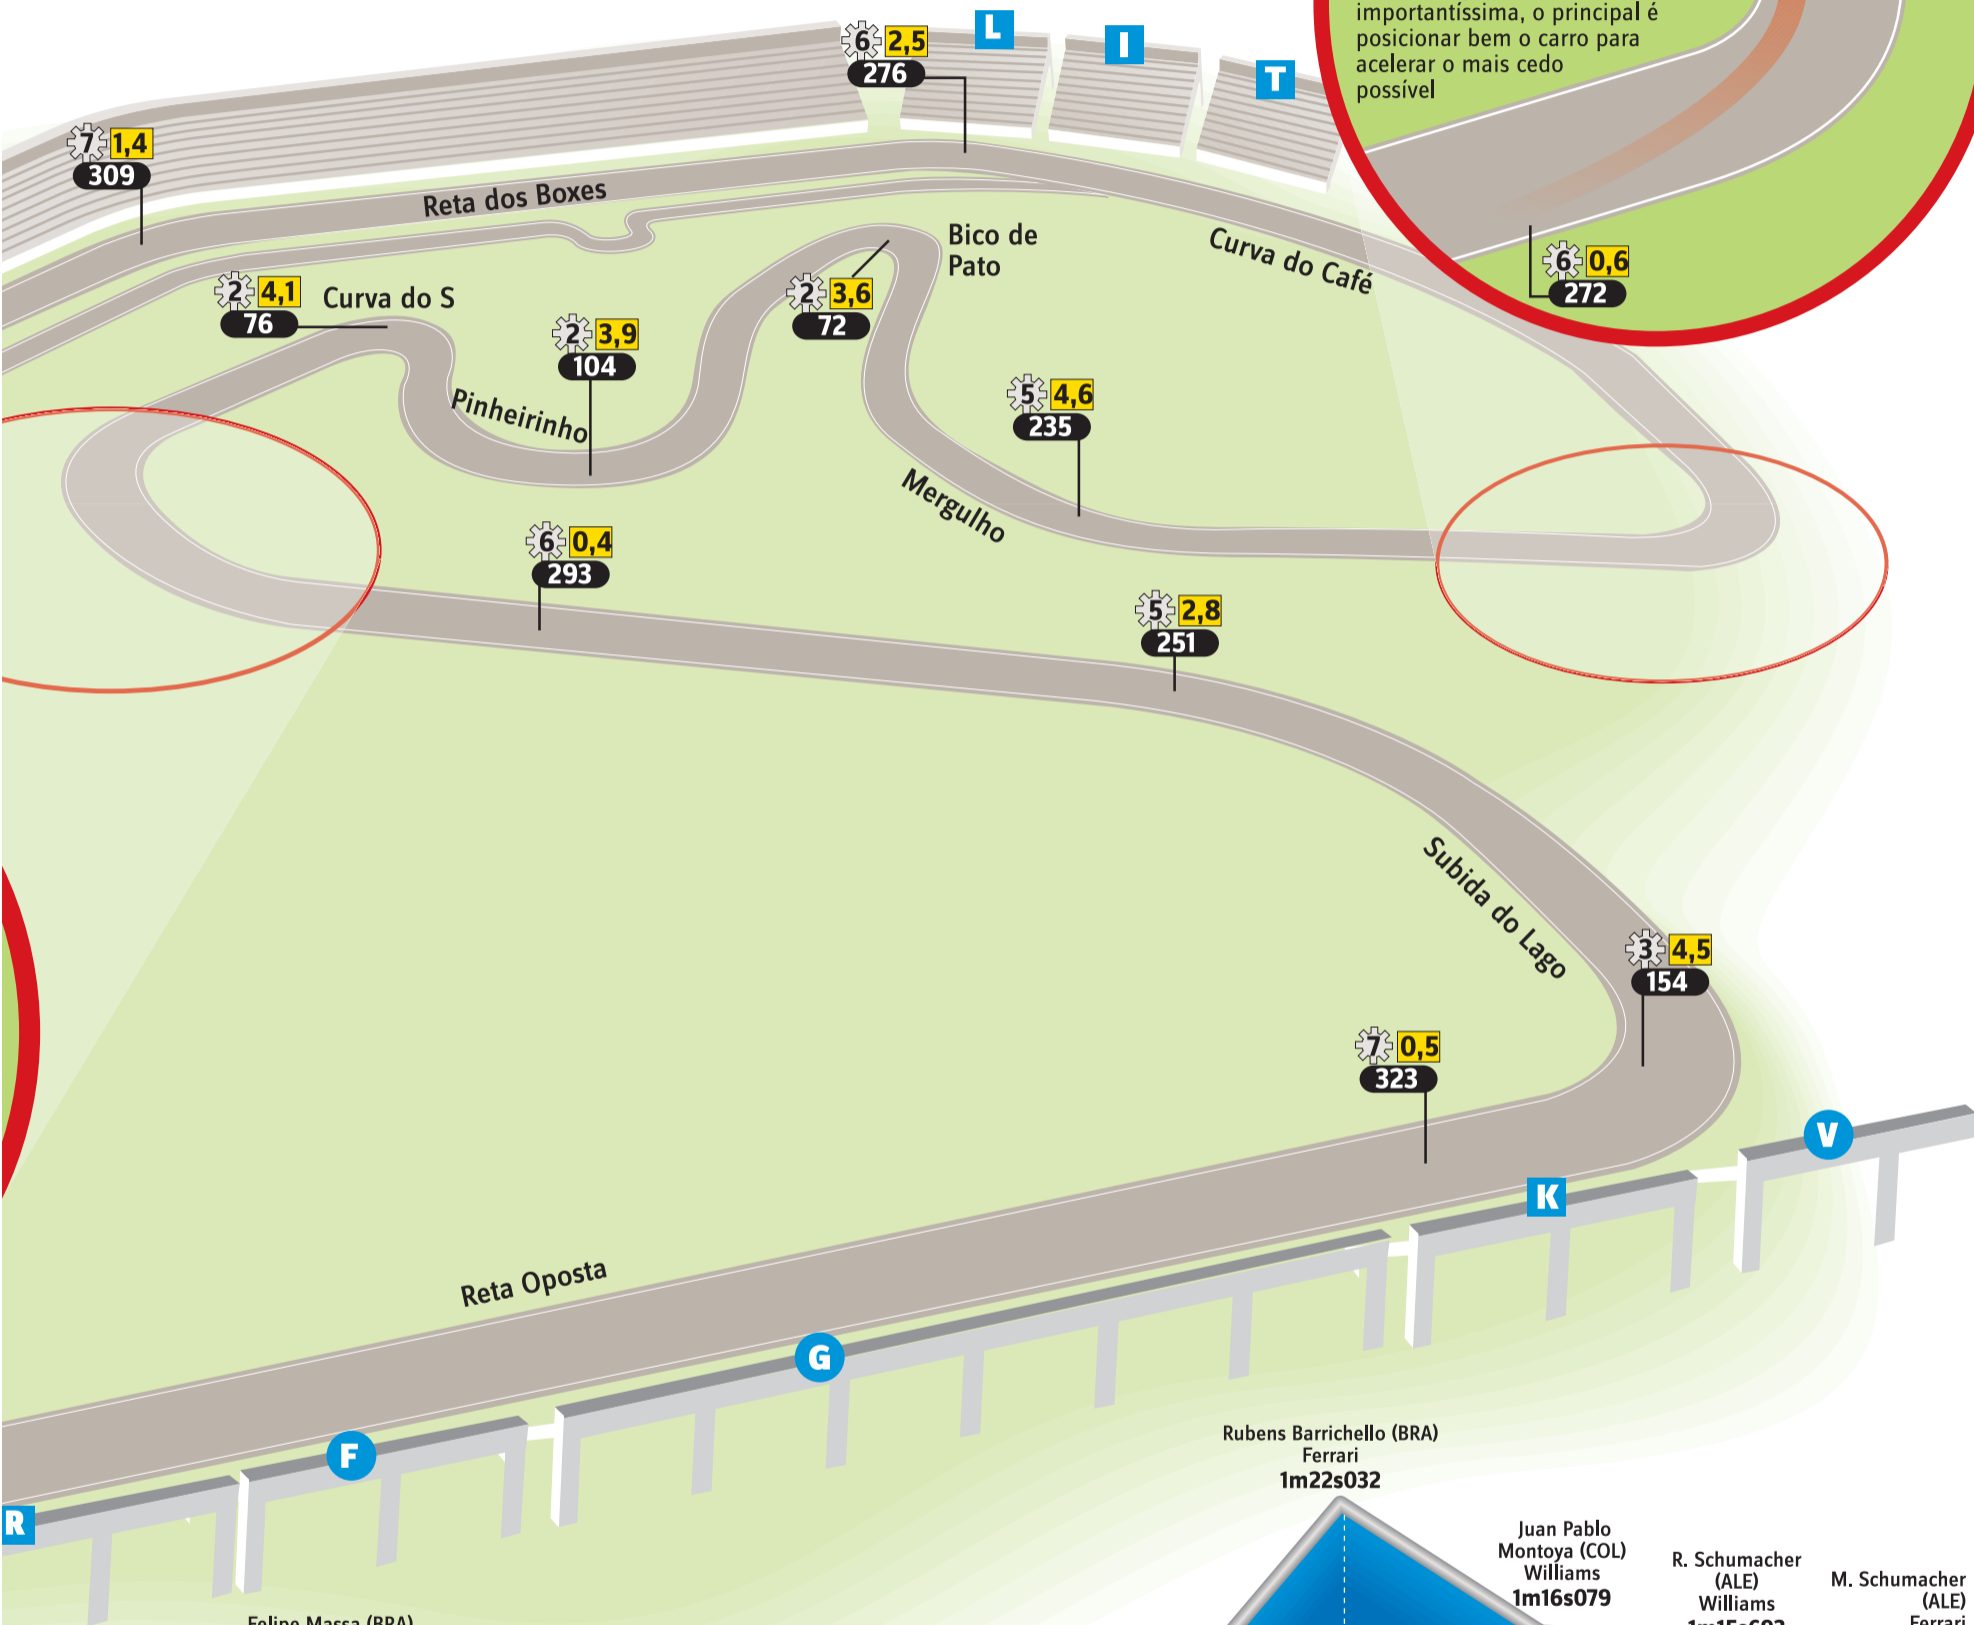 importantíssima, o principal é
posicionar bem o carro para
acelerar o mais cedo
possível
6 2,5
276
L
I
T
7 1,4
309
Reta dos Boxes
Bico de
Pato
Curva do Café
6 0,6
272
2 4,1
76
Curva do S
2 3,6
72
2 3,9
104
Pinheirinho
5 4,6
235
Mergulho
6 0,4
293
5 2,8
251
Subida do Lago
3 4,5
154
7 0,5
323
V
K
Reta Oposta
G
F
R
Rubens Barrichello (BRA)
Ferrari
1m22s032
Juan Pablo
Montoya (COL)
Williams
1m16s079
R. Schumacher
(ALE)
Williams
M. Schumacher
(ALE)
Ferrari
Felipe Massa (BRA)